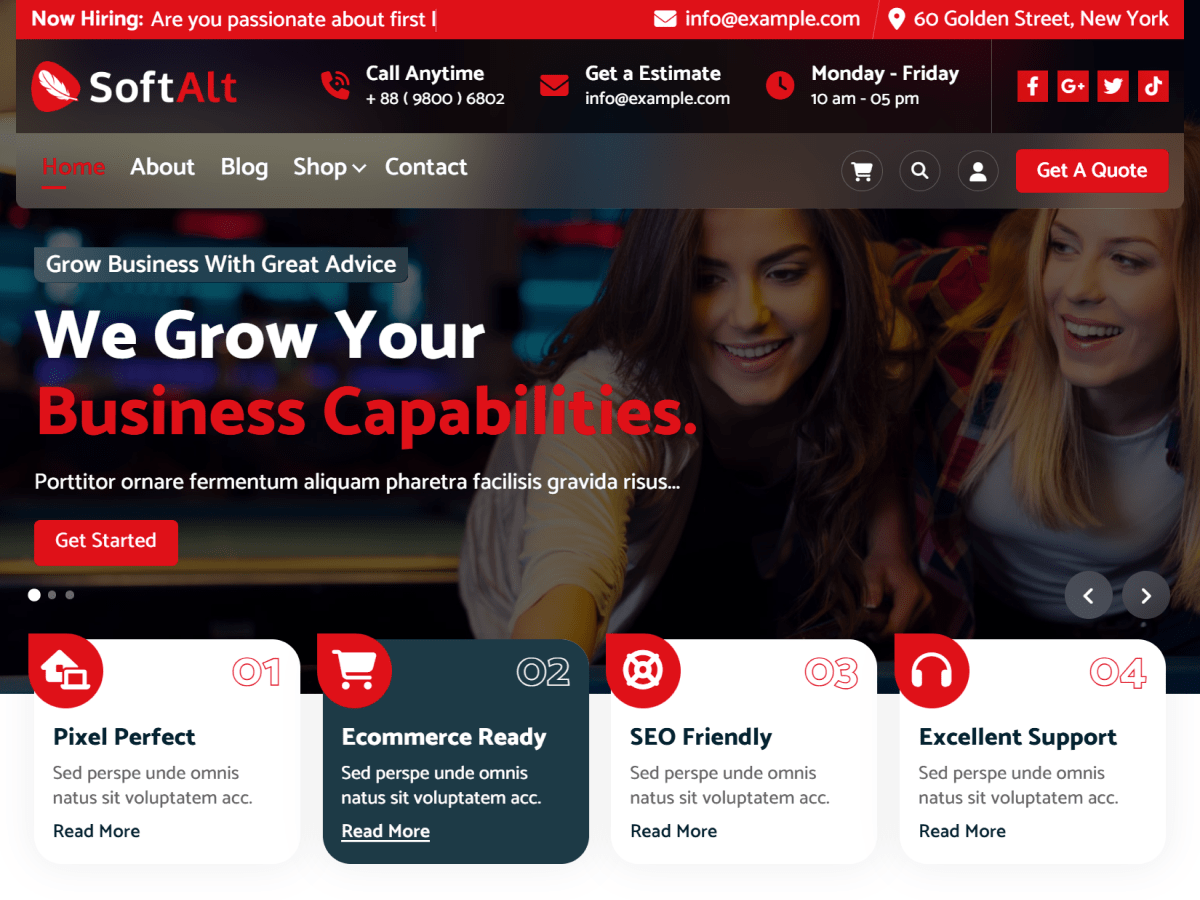 Now Hiring: Are you passionate about first l
info@example.com
60 Golden Street, New York
SoftAlt
Call Anytime
+ 88 ( 9800 ) 6802
Get a Estimate
info@example.com
Monday - Friday
10 am - 05 pm
Home About Blog Shop Contact
Get A Quote
Grow Business With Great Advice
We Grow Your
Business Capabilities.
Porttitor ornare fermentum aliquam pharetra facilisis gravida risus...
Get Started
01
Pixel Perfect
Sed perspe unde omnis
natus sit voluptatem acc.
Read More
02
Ecommerce Ready
Sed perspe unde omnis
natus sit voluptatem acc.
Read More
03
SEO Friendly
Sed perspe unde omnis
natus sit voluptatem acc.
Read More
04
Excellent Support
Sed perspe unde omnis
natus sit voluptatem acc.
Read More